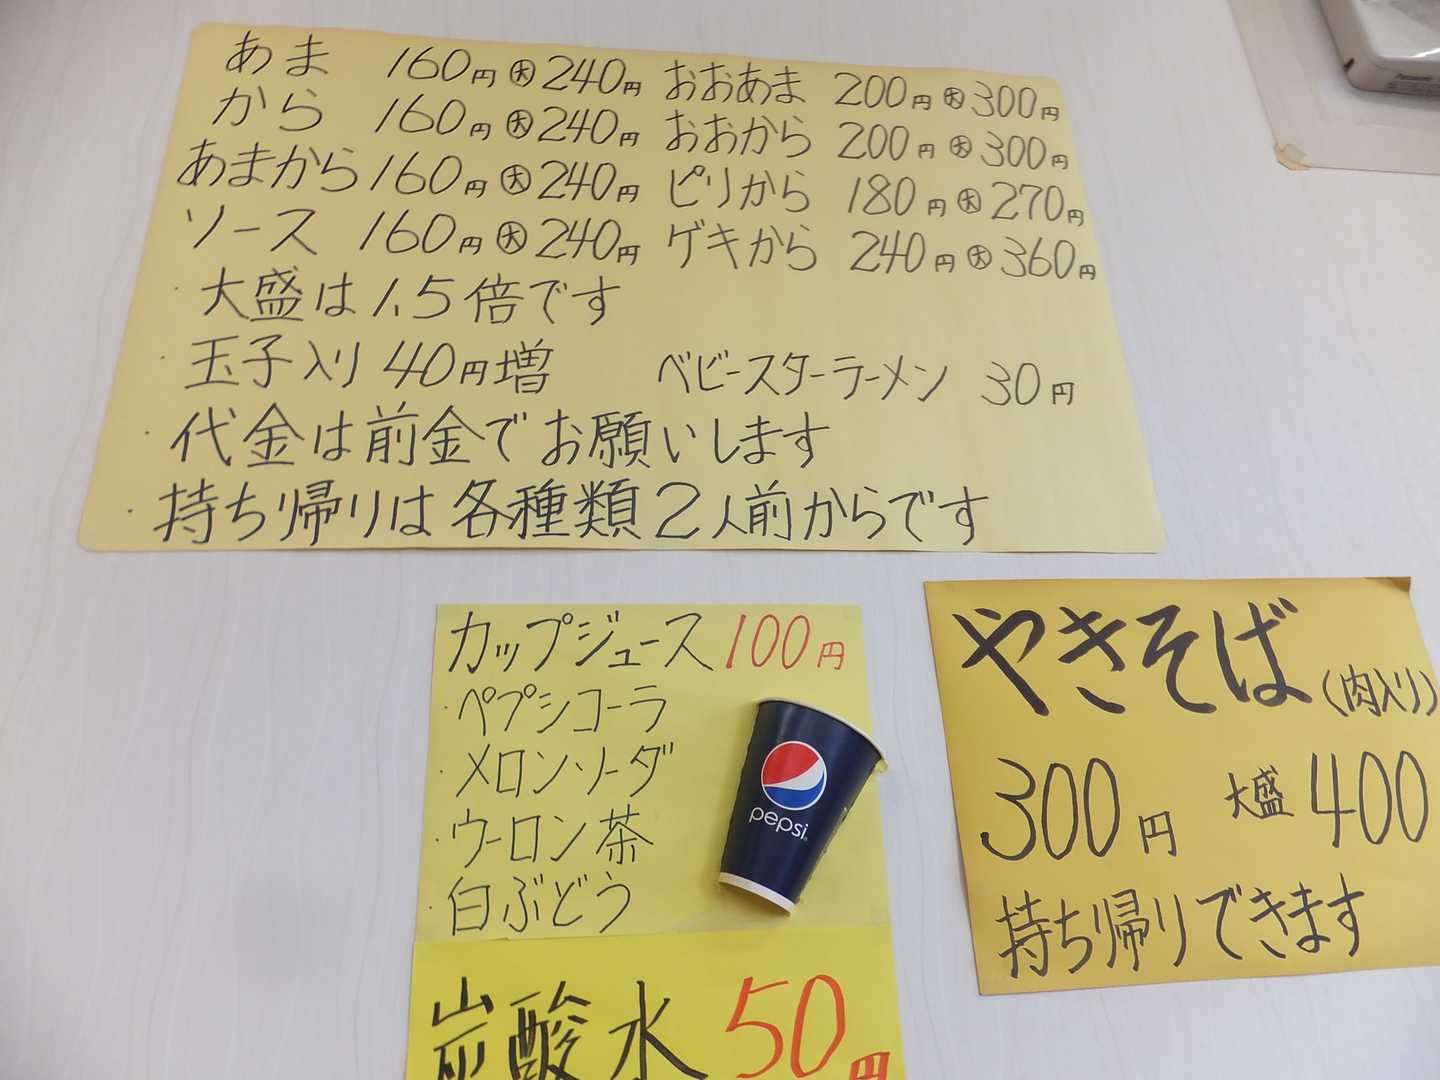 あま 160円 大 240円 おおあま 200円 大 300円
から 160円 大 240円 おおから 200円 大 300円
あまから 160円 大 240円 ピリから 180円 大 270円
ソース 160円 大 240円 ゲキから 240円 大 360円
・大盛は1.5倍です
・玉子入り 40円増 ベビースターラーメン 30円
・代金は前金でお願いします
・持ち帰りは各種類2人前からです
カップジュース 100円
・ペプシコーラ
・メロンソーダ
・ウーロン茶
・白ぶどう
pepsi
炭酸水 50円
やきそば(肉入り)
300円 大盛 400
持ち帰りできます
Panasonic